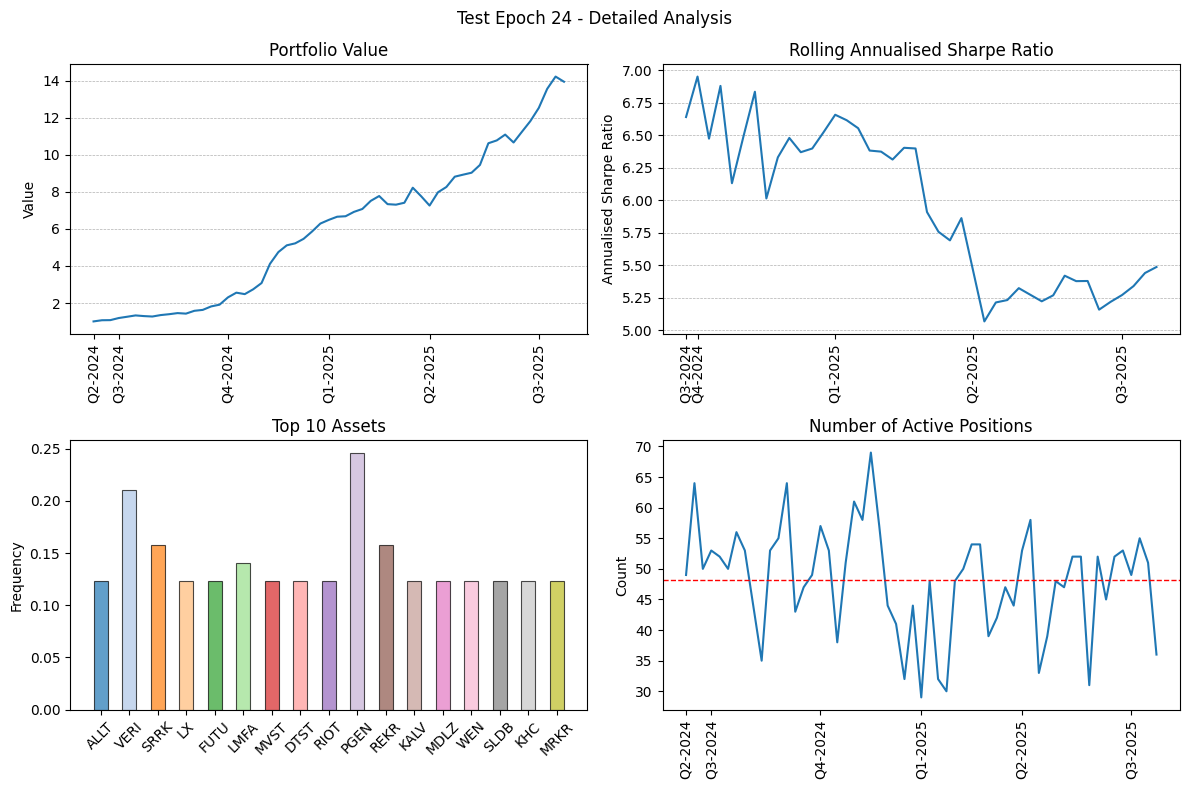 Test Epoch 24 - Detailed Analysis
Portfolio Value
Value
14
12
10
8
6
4
2
Q2-2024
Q3-2024
Q4-2024
Q1-2025
Q2-2025
Q3-2025
Rolling Annualised Sharpe Ratio
Annualised Sharpe Ratio
7.00
6.75
6.50
6.25
6.00
5.75
5.50
5.25
5.00
Q3-2024
Q4-2024
Q1-2025
Q2-2025
Q3-2025
Top 10 Assets
Frequency
0.25
0.20
0.15
0.10
0.05
0.00
ALLT
VERI
SRRK
LX
FUTU
LMFA
MVST
DTST
RIOT
PGEN
REKR
KALV
MDLZ
WEN
SLDB
KHC
MRKR
Number of Active Positions
Count
70
65
60
55
50
45
40
35
30
Q2-2024
Q3-2024
Q4-2024
Q1-2025
Q2-2025
Q3-2025